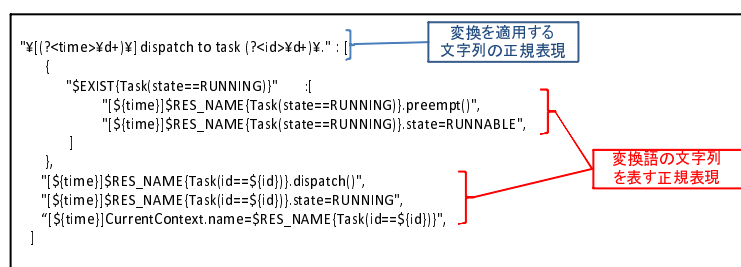 "¥[(?<time>¥d+)¥] dispatch to task (?<id>¥d+)¥." : [
変換を適用する
文字列の正規表現
{
"$EXIST{Task(state==RUNNING)}" :[
"[${time}]$RES_NAME{Task(state==RUNNING)}.preempt()",
"[${time}]$RES_NAME{Task(state==RUNNING)}.state=RUNNABLE",
]
},
変換語の文字列
を表す正規表現
"[${time}]$RES_NAME{Task(id==${id})}.dispatch()",
"[${time}]$RES_NAME{Task(id==${id})}.state=RUNNING",
“[${time}]CurrentContext.name=$RES_NAME{Task(id==${id})}",
]